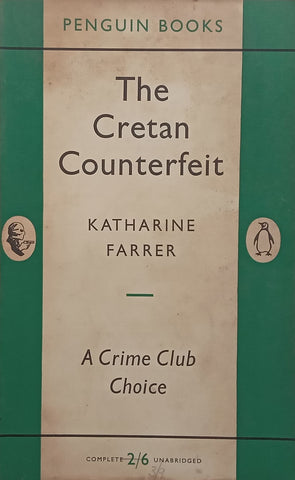 PENGUIN BOOKS
The
Cretan
Counterfeit
KATHARINE
FARRER
A Crime Club
Choice
COMPLETE 2/6 UNABRIDGED